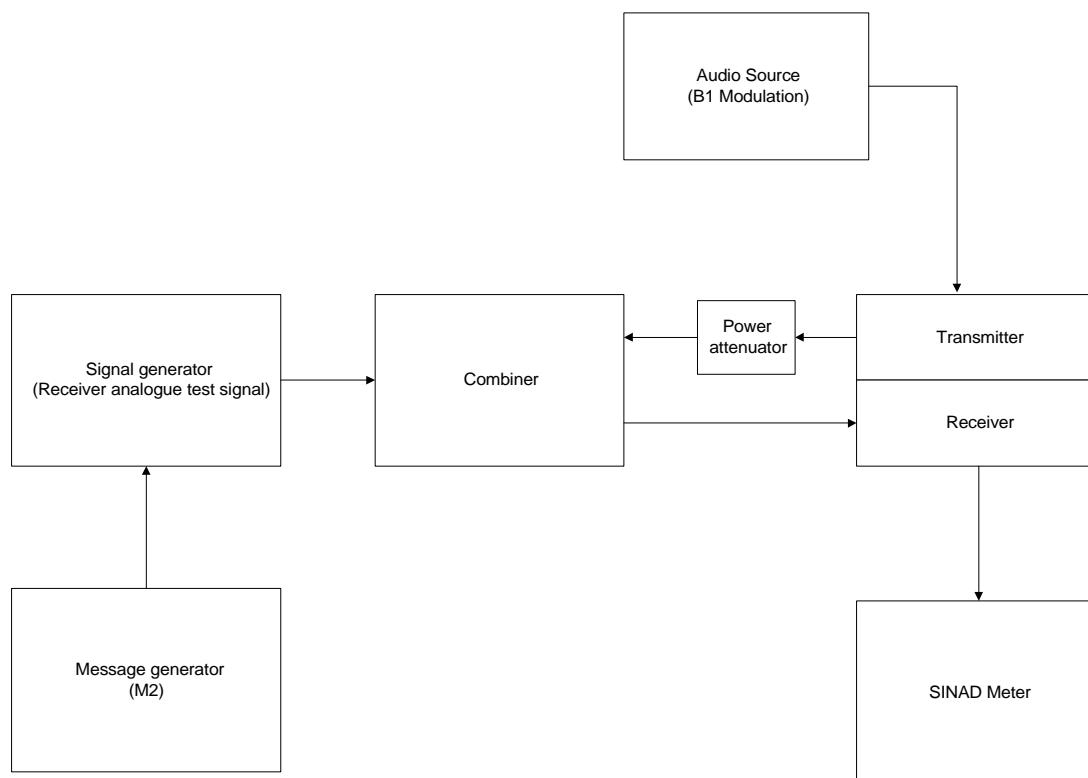 Audio Source
(B1 Modulation)
Power
attenuator
Transmitter
Signal generator
(Receiver analogue test signal)
Combiner
Receiver
Message generator
(M2)
SINAD Meter